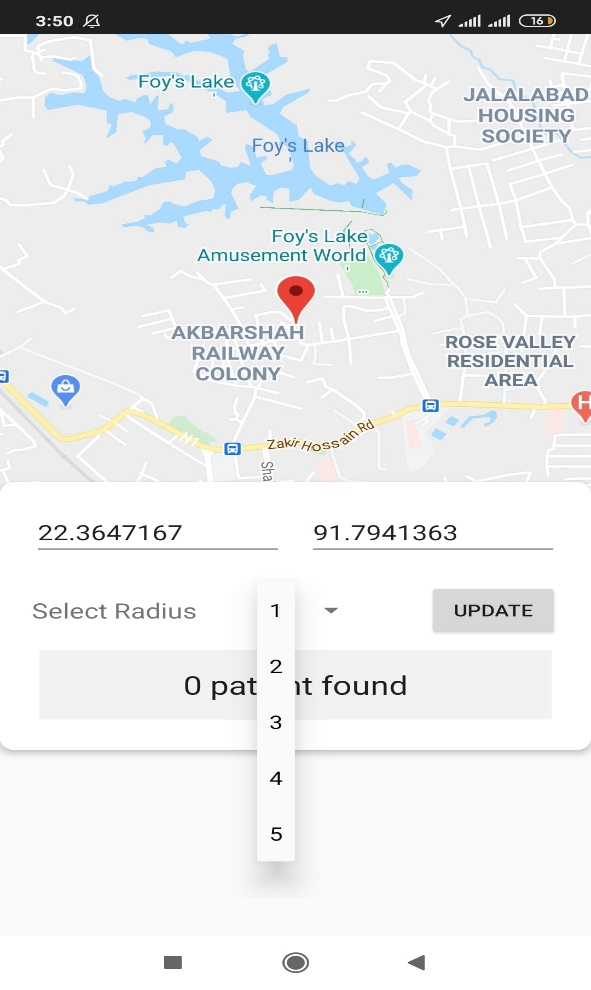 3:50
16
Foy's Lake
JALALABAD
HOUSING
SOCIETY
Foy's Lake
Foy's Lake
Amusement World
AKBARSHAH
RAILWAY
COLONY
ROSE VALLEY
RESIDENTIAL
AREA
H
Zakir Hossain Rd
N1
Sha
22.3647167
91.7941363
Select Radius
1
UPDATE
2
0 pat nt found
3
4
5